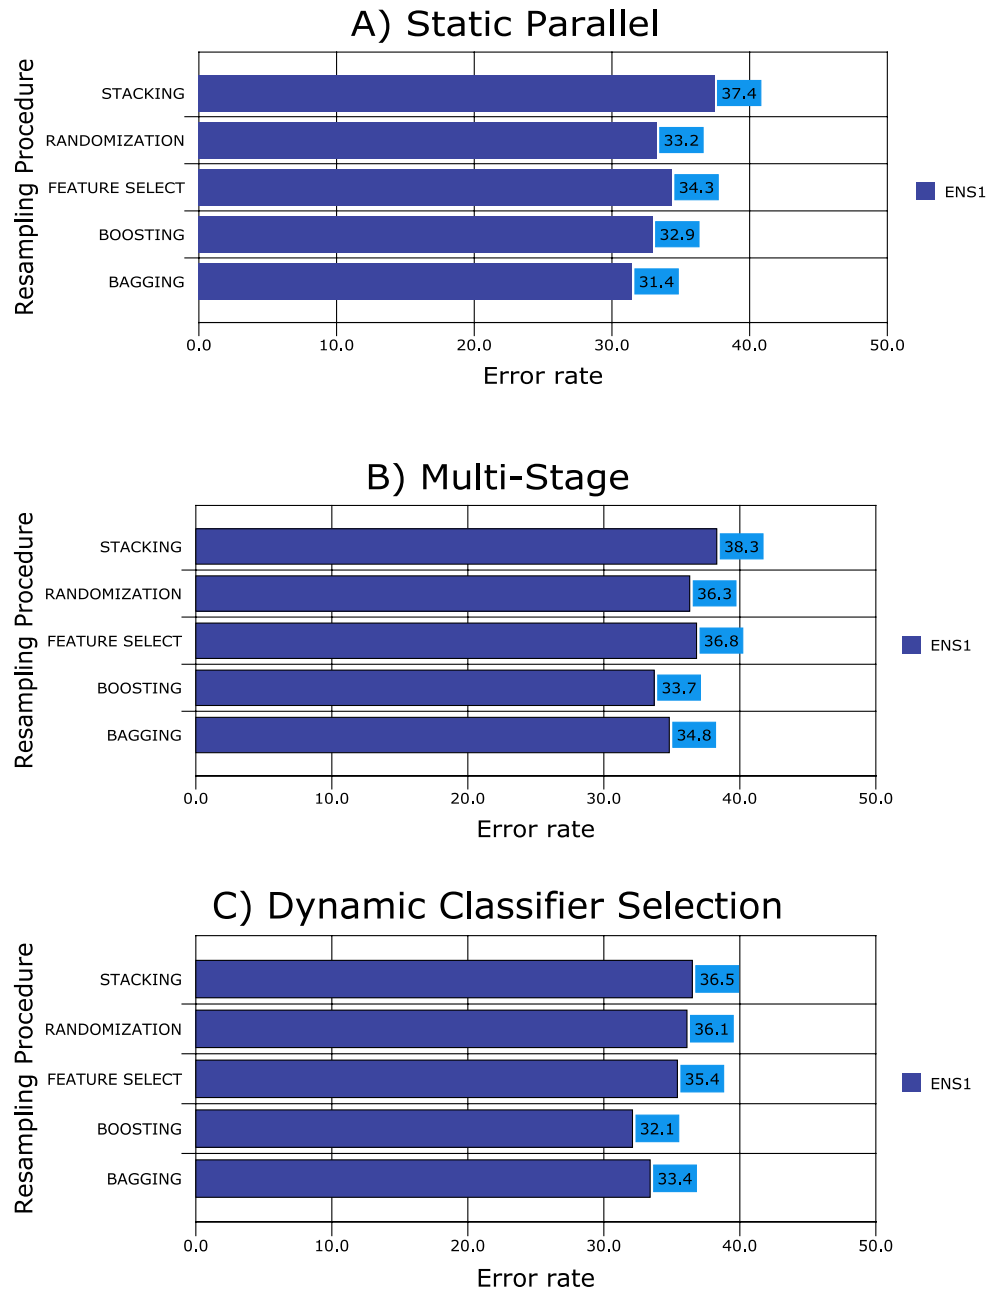 A) Static Parallel
Resampling Procedure
STACKING 37.4
RANDOMIZATION 33.2
FEATURE SELECT 34.3
BOOSTING 32.9
BAGGING 31.4
ENS1
0.0 10.0 20.0 30.0 40.0 50.0
Error rate
B) Multi-Stage
Resampling Procedure
STACKING 38.3
RANDOMIZATION 36.3
FEATURE SELECT 36.8
BOOSTING 33.7
BAGGING 34.8
ENS1
0.0 10.0 20.0 30.0 40.0 50.0
Error rate
C) Dynamic Classifier Selection
Resampling Procedure
STACKING 36.5
RANDOMIZATION 36.1
FEATURE SELECT 35.4
BOOSTING 32.1
BAGGING 33.4
ENS1
0.0 10.0 20.0 30.0 40.0 50.0
Error rate